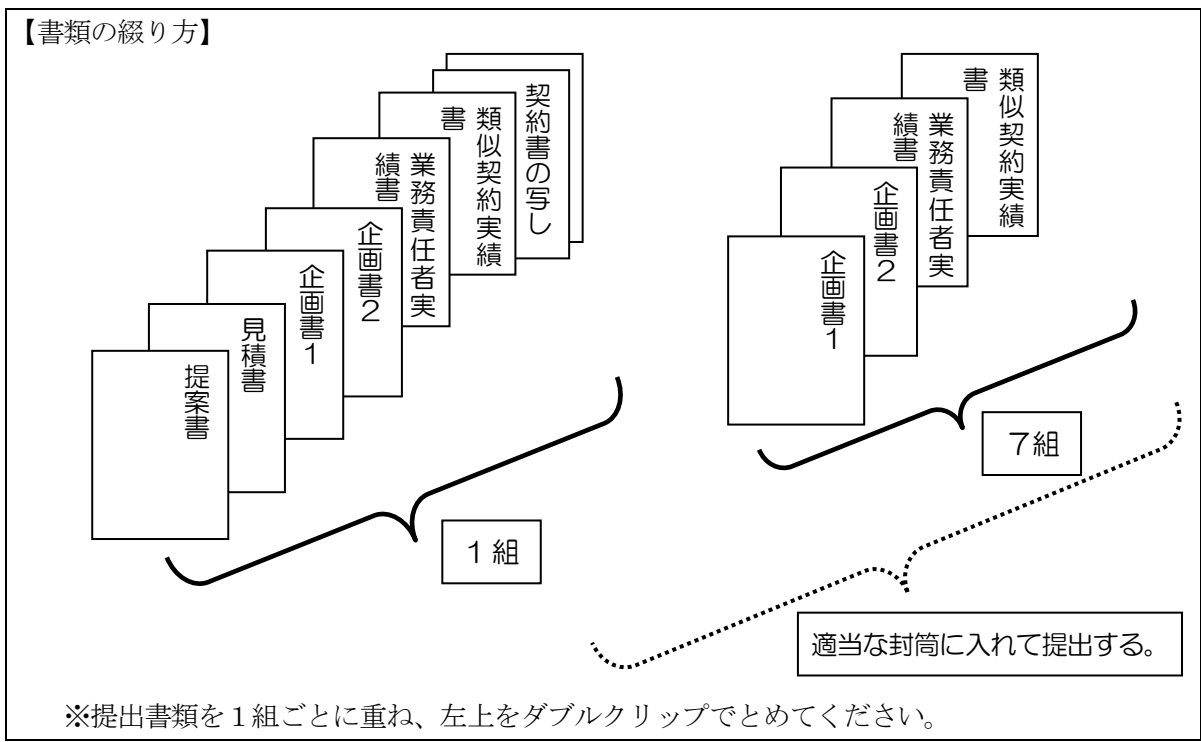 【書類の綴り方】
提案書
見積書
企画書1
企画書2
業務責任者実
績書
類似契約実績
書
契約書の写し
1組
企画書1
企画書2
業務責任者実
績書
類似契約実績
書
7組
適当な封筒に入れて提出する。
※提出書類を1組ごとに重ね、左上をダブルクリップでとめてください。